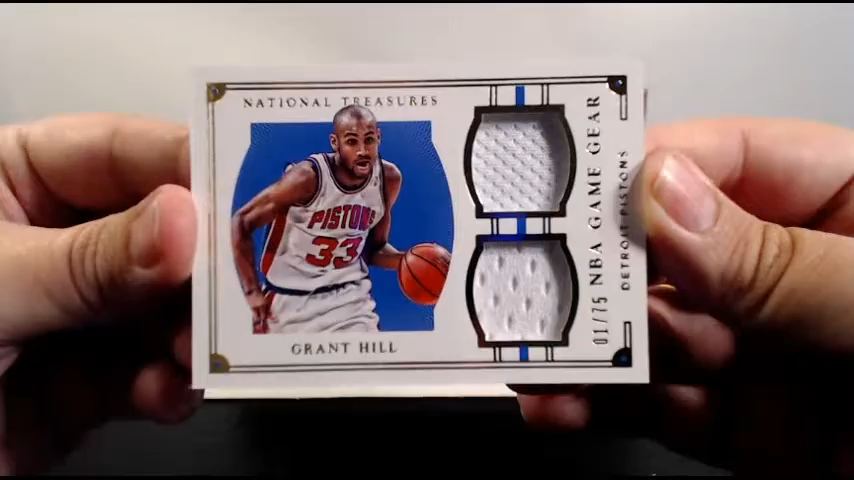 NATIONAL TREASURES
PISTONS
33
GRANT HILL
01/75 NBA GAME GEAR
DETROIT PISTONS